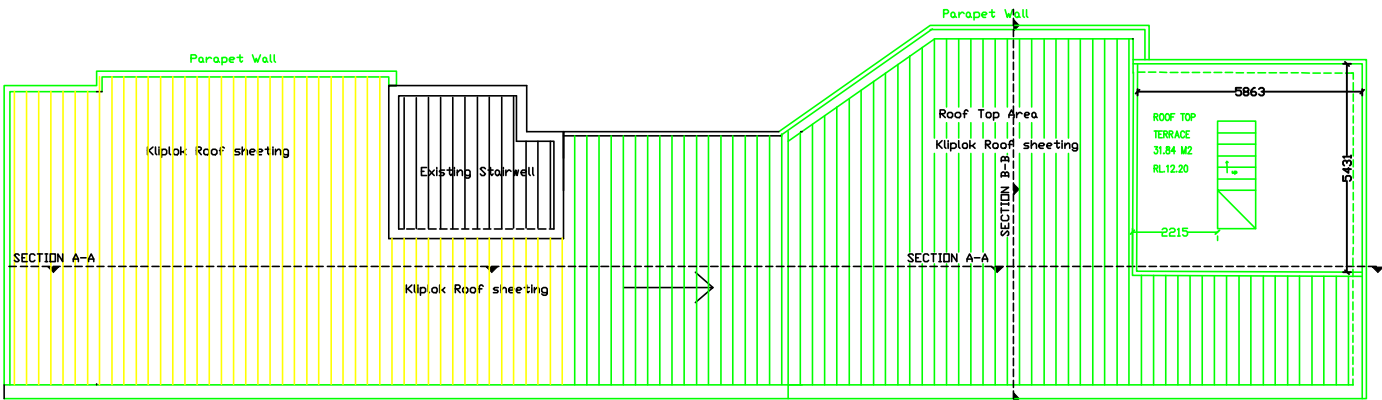 Parapet Wall
Parapet Wall
5863
Roof Top Area
ROOF TOP
TERRACE
31.84 M2
RL.12.20
Kliplok Roof sheeting
Kliplok Roof sheeting
Existing Stairwell
5431
SECTION B-B
2215
SECTION A-A
SECTION A-A
Kliplok Roof sheeting